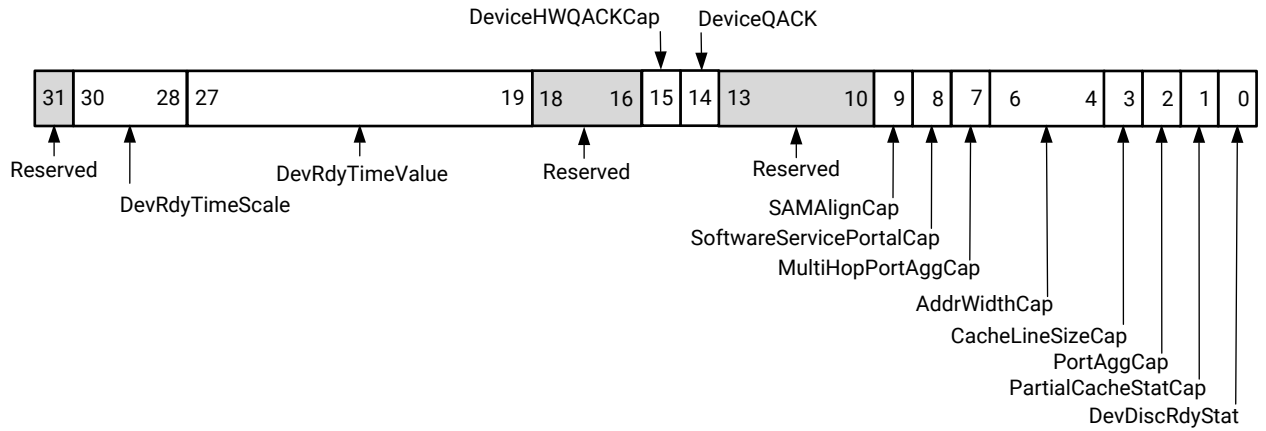 DeviceHWQACKCap DeviceQACK
31 30 28 27 19 18 16 15 14 13 10 9 8 7 6 4 3 2 1 0
Reserved DevRdyTimeValue Reserved Reserved
DevRdyTimeScale
SAMAlignCap
SoftwareServicePortalCap
MultiHopPortAggCap
AddrWidthCap
CacheLineSizeCap
PortAggCap
PartialCacheStatCap
DevDiscRdyStat